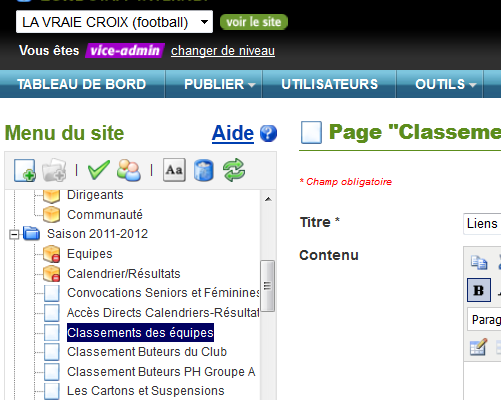 LA VRAIE CROIX (football) voir le site
Vous êtes vice-admin changer de niveau
TABLEAU DE BORD PUBLIER UTILISATEURS OUTILS
Menu du site Aide ?
Page "Classeme
* Champ obligatoire
Aa
Dirigeants
Communauté
Titre * Liens
Saison 2011-2012
Equipes
Contenu
Calendrier/Résultats
Convocations Seniors et Féminines
B
Accès Directs Calendriers-Résultat
Parag
Classements des équipes
Classement Buteurs du Club
Classement Buteurs PH Groupe A
Les Cartons et Suspensions